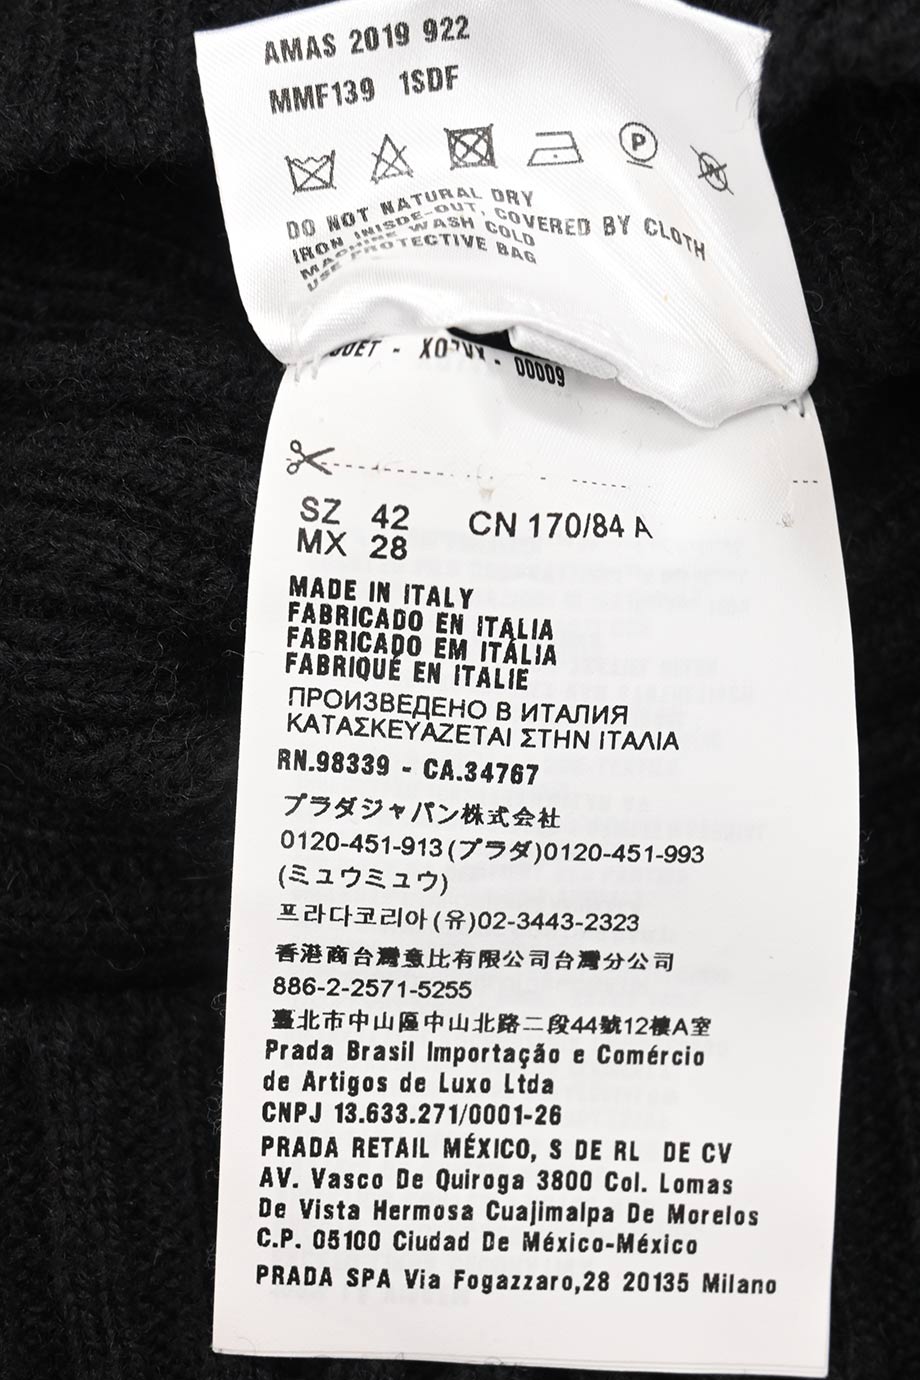 AMAS 2019 922
MMF139 1SDF
P
DO NOT NATURAL DRY
IRON INISDE-OUT, COVERED BY CLOTH
MACHINE WASH COLD
USE PROTECTIVE BAG
- 00009
SZ 42 CN 170/84 A
MX 28
MADE IN ITALY
FABRICADO EN ITALIA
FABRICADO EM ITÁLIA
FABRIQUÉ EN ITALIE
ПРОИЗВЕДЕНО В ИТАЛИЯ
ΚΑΤΑΣΚΕΥΑΖΕΤΑΙ ΣΤΗΝ ΙΤΑΛΙΑ
RN.98339 - CA.34767
プラダジャパン株式会社
0120-451-913(プラダ)0120-451-993
(ミュウミュウ)
프라다코리아(유)02-3443-2323
香港商台灣意比有限公司台灣分公司
886-2-2571-5255
臺北市中山區中山北路二段44號12樓A室
Prada Brasil Importação e Comércio
de Artigos de Luxo Ltda
CNPJ 13.633.271/0001-26
PRADA RETAIL MÉXICO, S DE RL DE CV
AV. Vasco De Quiroga 3800 Col. Lomas
De Vista Hermosa Cuajimalpa De Morelos
C.P. 05100 Ciudad De México-México
PRADA SPA Via Fogazzaro,28 20135 Milano